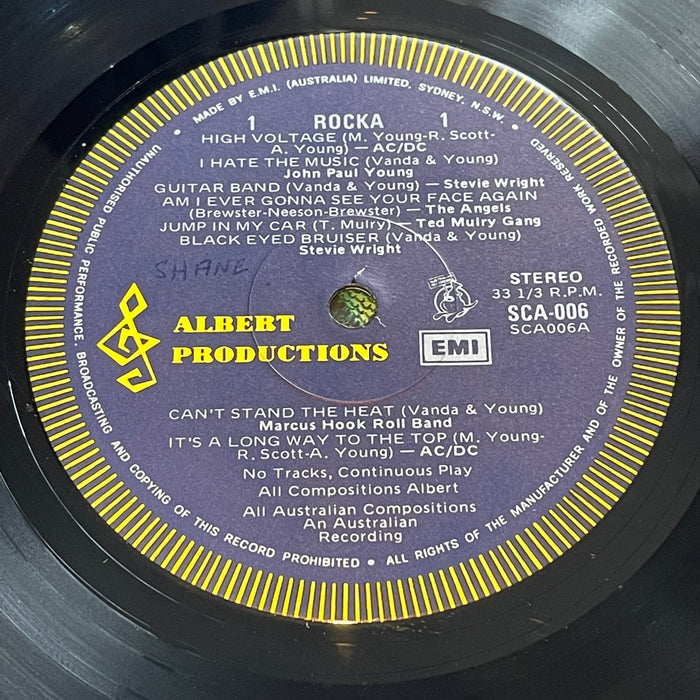 MADE BY E.M.I. (AUSTRALIA) LIMITED. SYDNEY, N.S.W. •
1 ROCKA 1
HIGH VOLTAGE (M. Young-R. Scott-
A. Young) — AC/DC
I HATE THE MUSIC (Vanda & Young)
John Paul Young
GUITAR BAND (Vanda & Young) — Stevie Wright
AM I EVER GONNA SEE YOUR FACE AGAIN
(Brewster-Neeson-Brewster) — The Angels
JUMP IN MY CAR (T. Mulry) — Ted Mulry Gang
BLACK EYED BRUISER (Vanda & Young)
Stevie Wright
SHANE
STEREO
33 1/3 R.P.M.
SCA-006
SCA006A
ALBERT
PRODUCTIONS
EMI
CAN'T STAND THE HEAT (Vanda & Young)
Marcus Hook Roll Band
IT'S A LONG WAY TO THE TOP (M. Young-
R. Scott-A. Young) — AC/DC
No Tracks, Continuous Play
All Compositions Albert
All Australian Compositions
An Australian
Recording
UNAUTHORISED PUBLIC PERFORMANCE, BROADCASTING AND COPYING OF THIS RECORD PROHIBITED • ALL RIGHTS OF THE MANUFACTURER AND OF THE OWNER OF THE RECORDED WORK RESERVED •